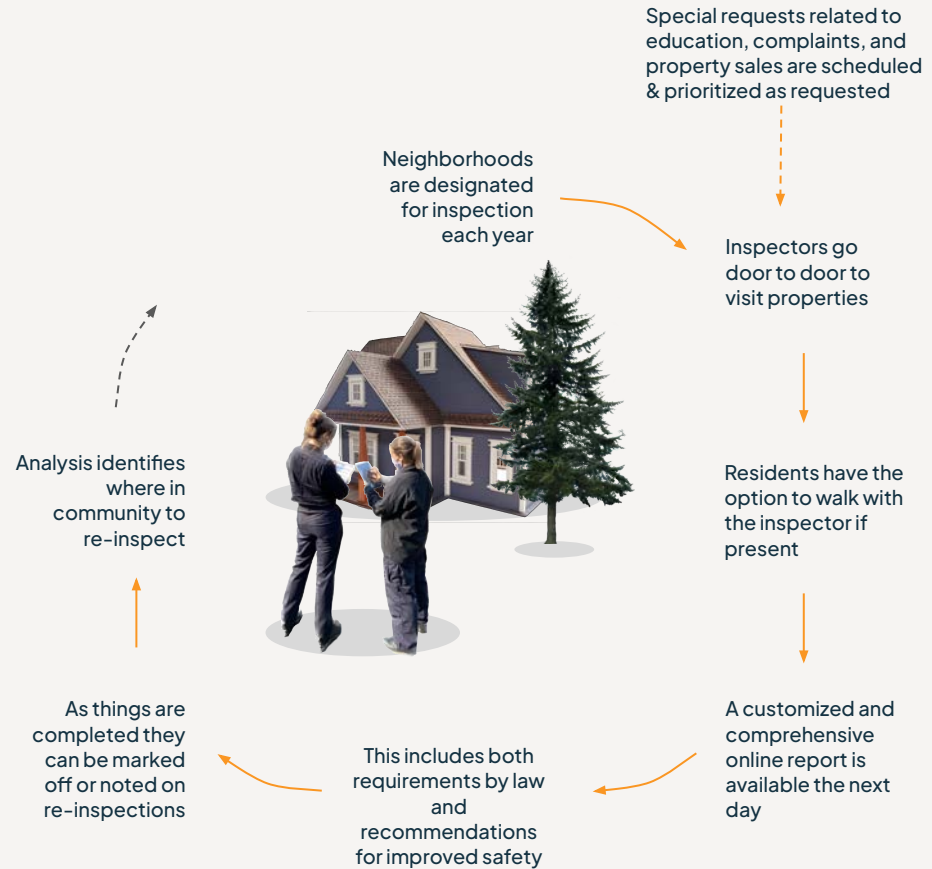 Special requests related to
education, complaints, and
property sales are scheduled
& prioritized as requested
Neighborhoods
are designated
for inspection
each year
Inspectors go
door to door to
visit properties
Residents have the
option to walk with
the inspector if
present
A customized and
comprehensive
online report is
available the next
day
This includes both
requirements by law
and
recommendations
for improved safety
As things are
completed they
can be marked
off or noted on
re-inspections
Analysis identifies
where in
community to
re-inspect